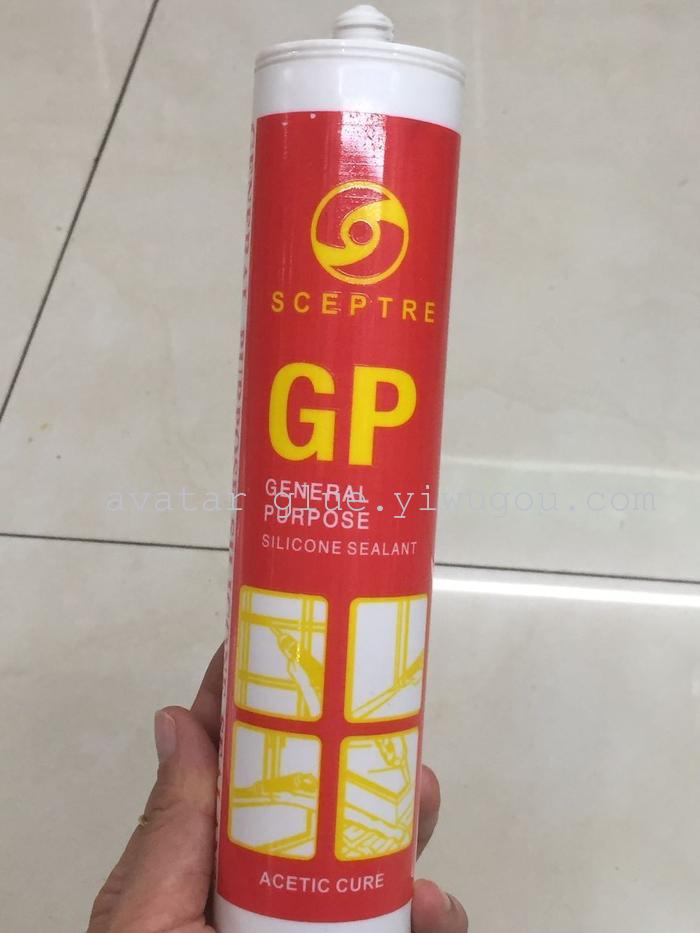 SCEPTRE
GP
GENERAL
PURPOSE
SILICONE SEALANT
avatar-glue.yiwugou.com
ACETIC CURE